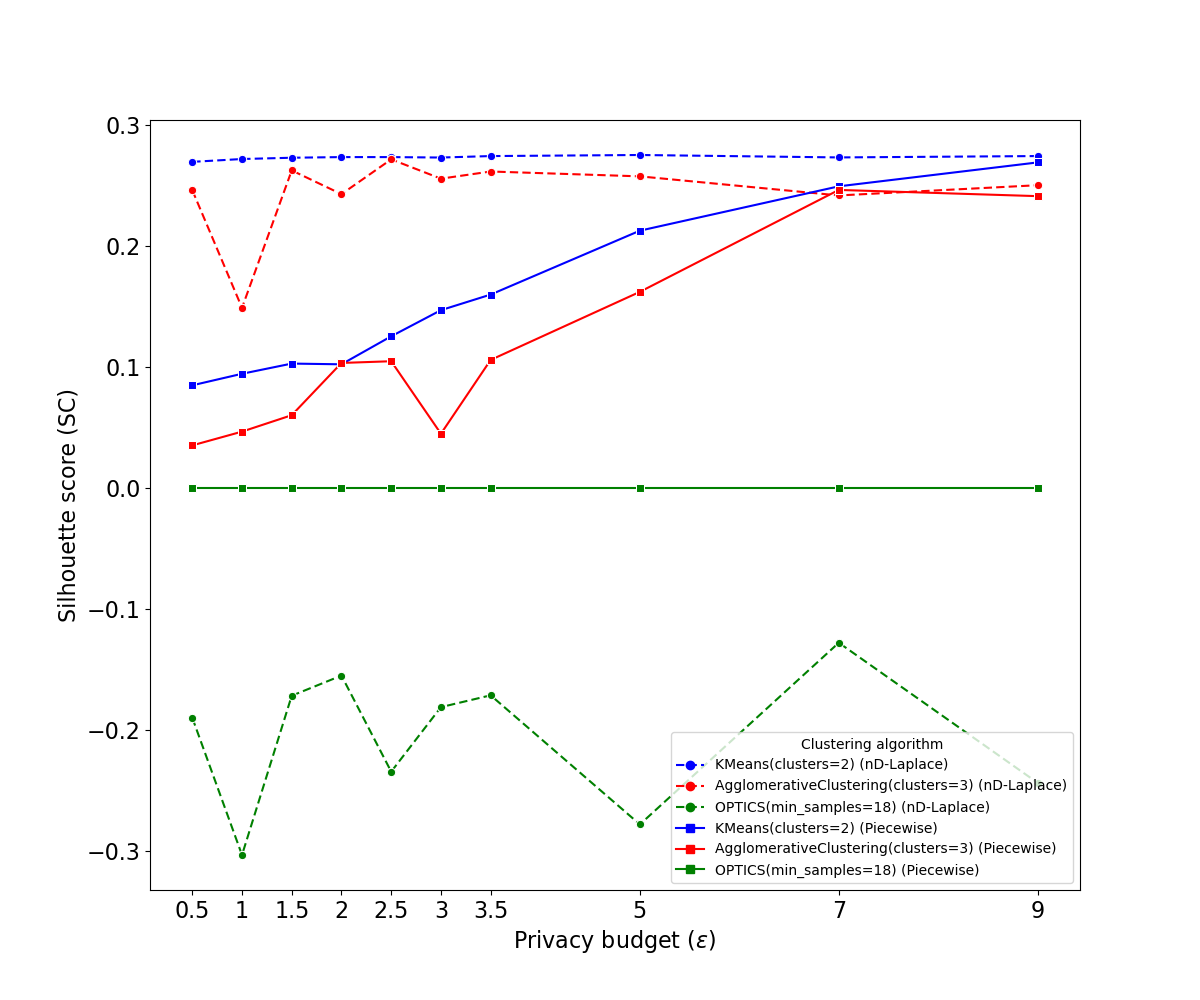 0.3
0.2
0.1
0.0
−0.1
−0.2
−0.3
Silhouette score (SC)
Clustering algorithm
KMeans(clusters=2) (nD-Laplace)
AgglomerativeClustering(clusters=3) (nD-Laplace)
OPTICS(min_samples=18) (nD-Laplace)
KMeans(clusters=2) (Piecewise)
AgglomerativeClustering(clusters=3) (Piecewise)
OPTICS(min_samples=18) (Piecewise)
0.5 1 1.5 2 2.5 3 3.5 5 7 9
Privacy budget (ε)